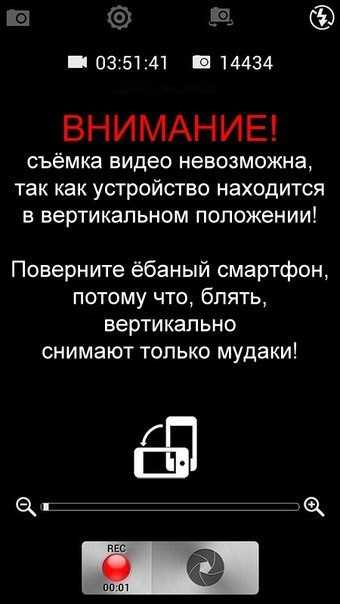 03:51:41 14434
ВНИМАНИЕ!
съёмка видео невозможна,
так как устройство находится
в вертикальном положении!
Поверните ёбаный смартфон,
потому что, блять,
вертикально
снимают только мудаки!
REC
00:01